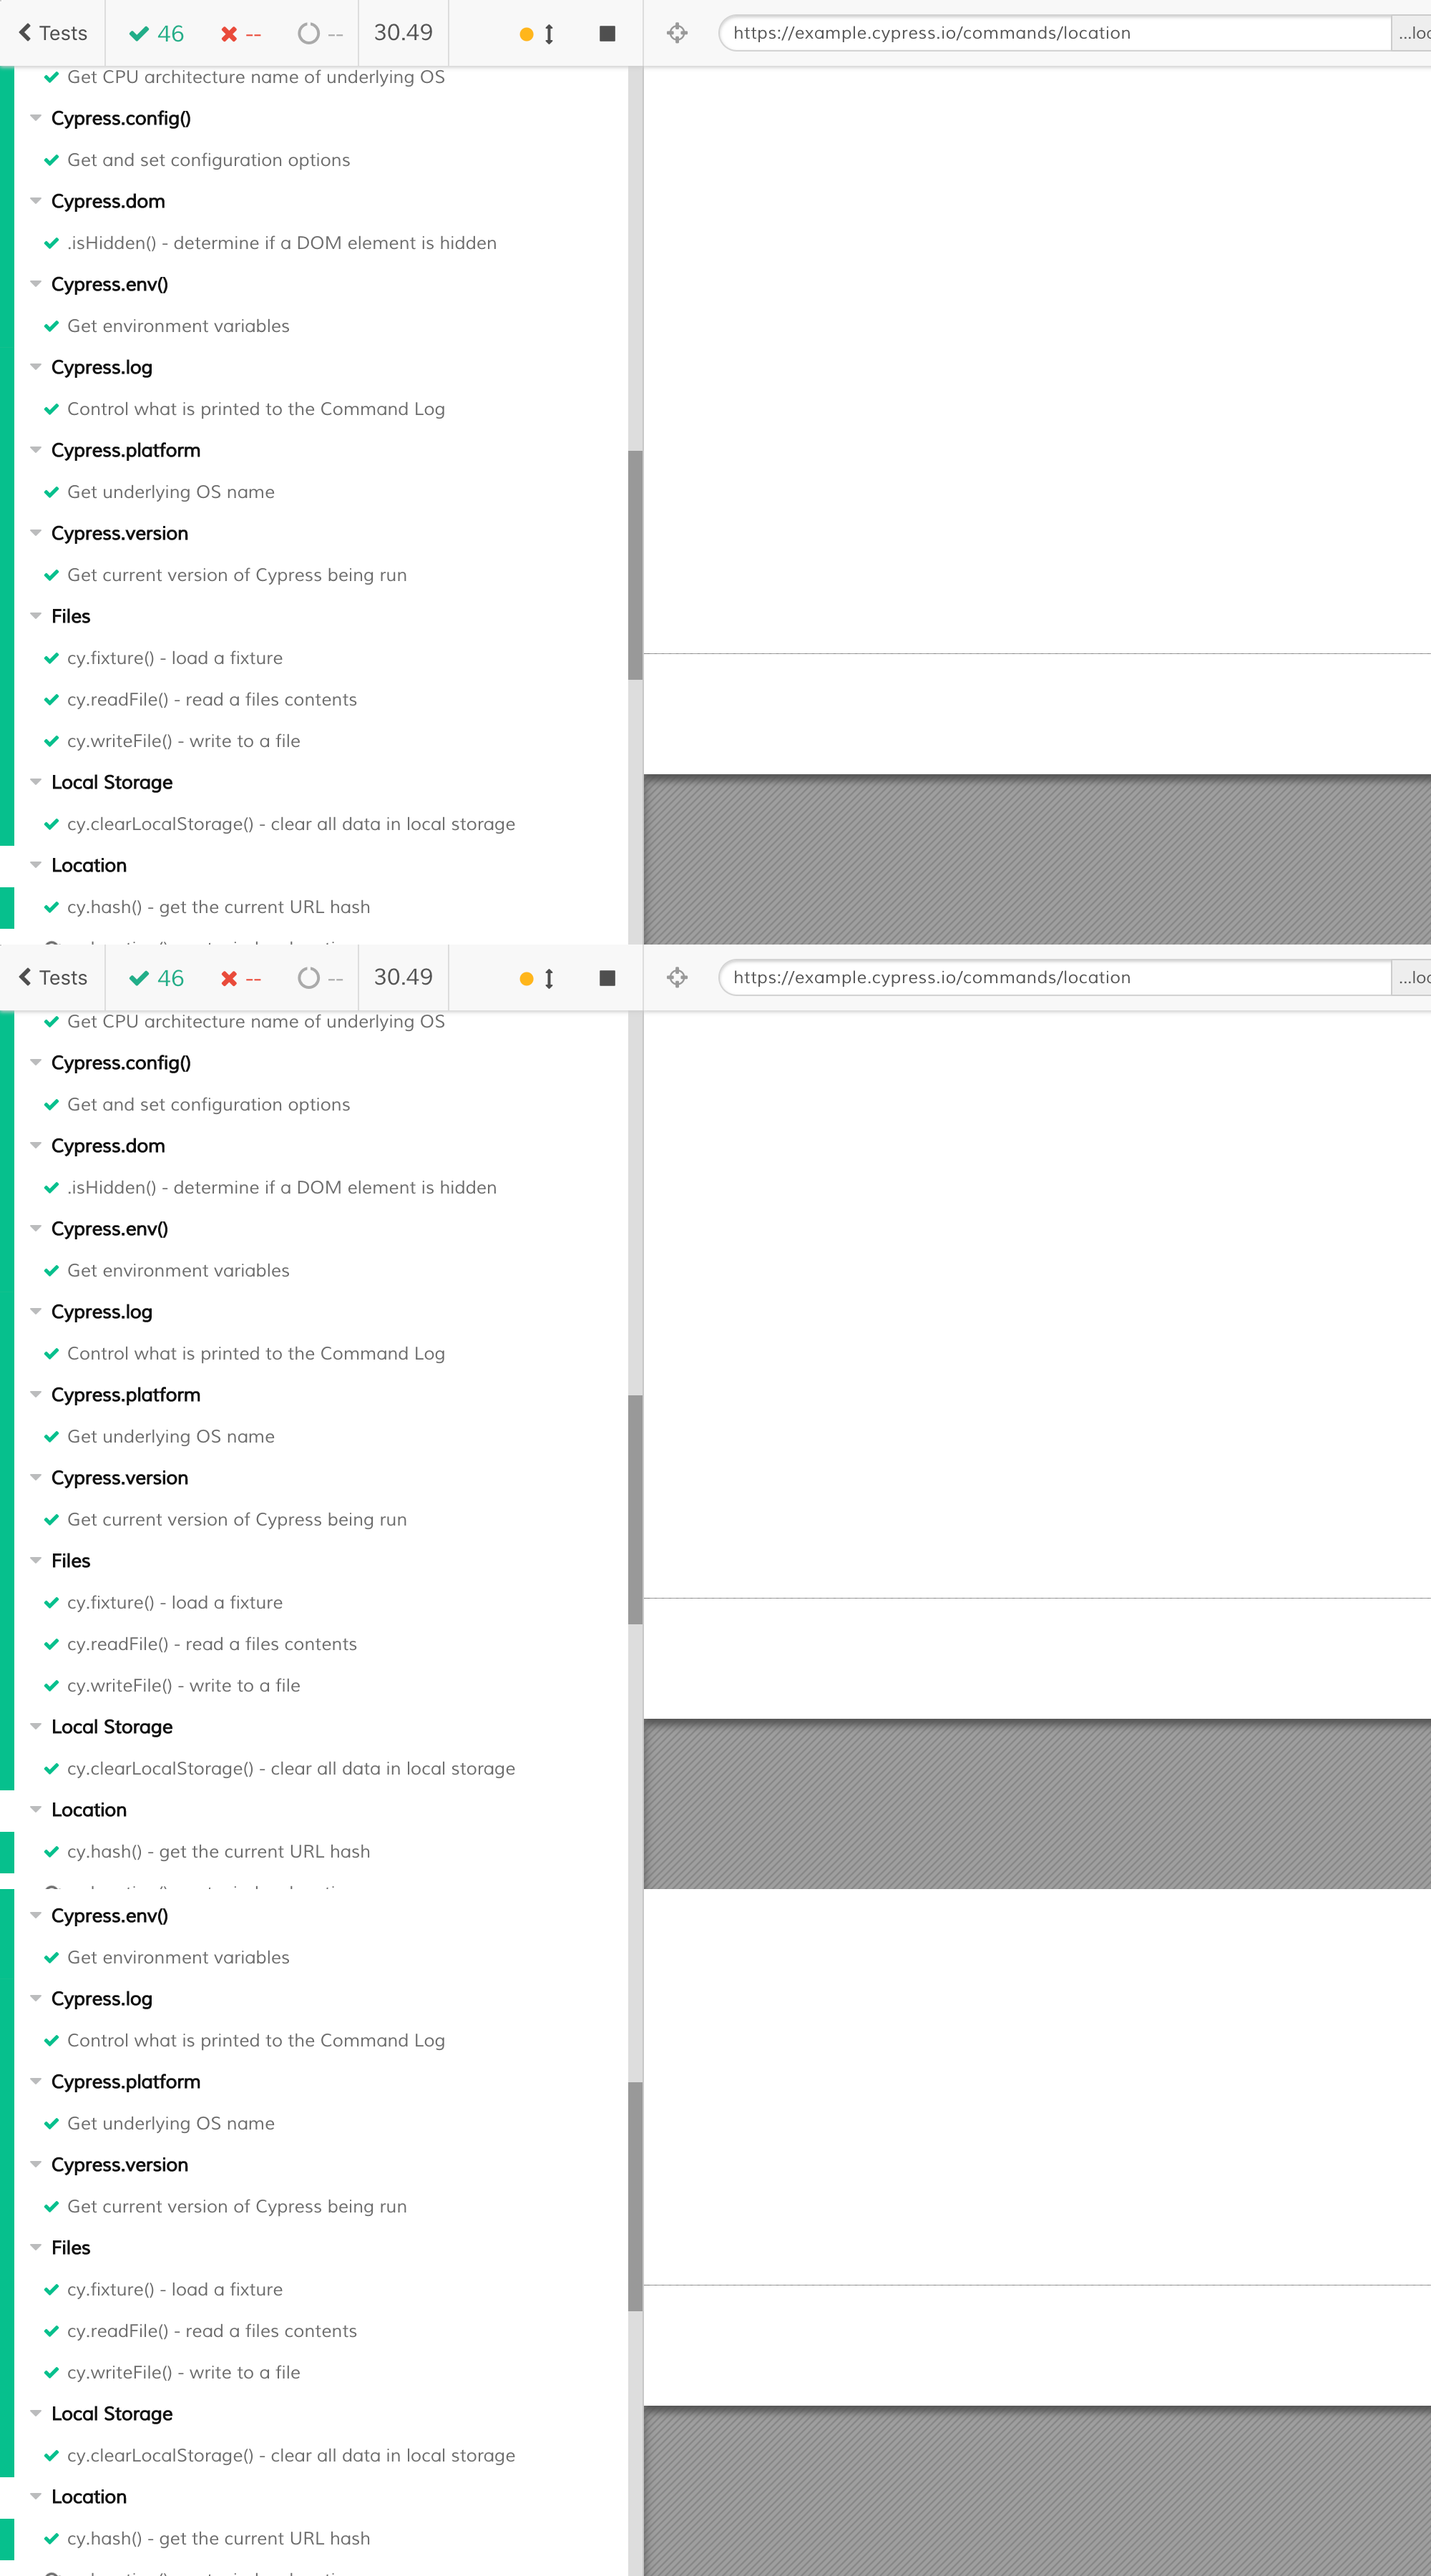 Tests 46 -- -- 30.49 https://example.cypress.io/commands/location
Get CPU architecture name of underlying OS
Cypress.config()
Get and set configuration options
Cypress.dom
.isHidden() - determine if a DOM element is hidden
Cypress.env()
Get environment variables
Cypress.log
Control what is printed to the Command Log
Cypress.platform
Get underlying OS name
Cypress.version
Get current version of Cypress being run
Files
cy.fixture() - load a fixture
cy.readFile() - read a files contents
cy.writeFile() - write to a file
Local Storage
cy.clearLocalStorage() - clear all data in local storage
Location
cy.hash() - get the current URL hash
Tests 46 -- -- 30.49 https://example.cypress.io/commands/location
Get CPU architecture name of underlying OS
Cypress.config()
Get and set configuration options
Cypress.dom
.isHidden() - determine if a DOM element is hidden
Cypress.env()
Get environment variables
Cypress.log
Control what is printed to the Command Log
Cypress.platform
Get underlying OS name
Cypress.version
Get current version of Cypress being run
Files
cy.fixture() - load a fixture
cy.readFile() - read a files contents
cy.writeFile() - write to a file
Local Storage
cy.clearLocalStorage() - clear all data in local storage
Location
cy.hash() - get the current URL hash
Cypress.env()
Get environment variables
Cypress.log
Control what is printed to the Command Log
Cypress.platform
Get underlying OS name
Cypress.version
Get current version of Cypress being run
Files
cy.fixture() - load a fixture
cy.readFile() - read a files contents
cy.writeFile() - write to a file
Local Storage
cy.clearLocalStorage() - clear all data in local storage
Location
cy.hash() - get the current URL hash